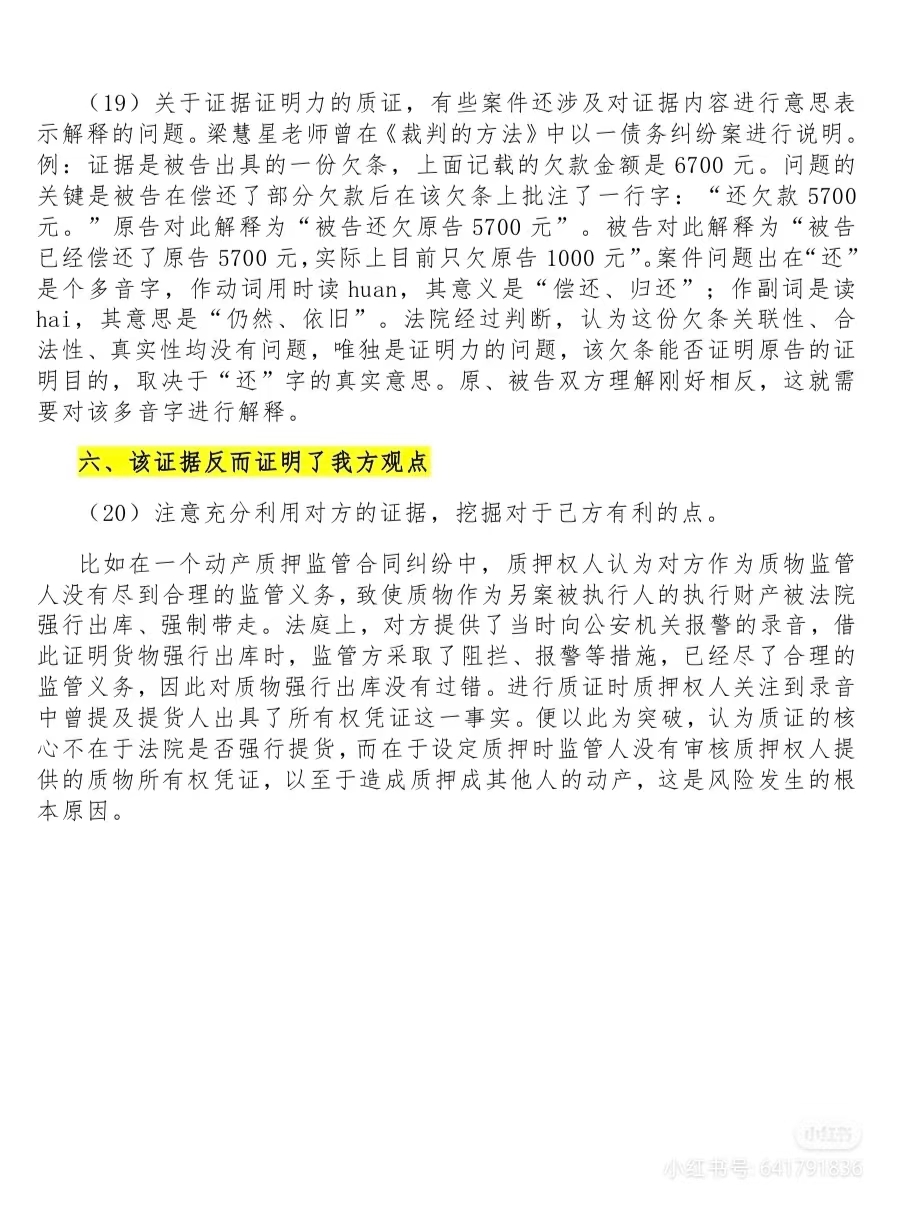 （19）关于证据证明力的质证，有些案件还涉及对证据内容进行意思表
示解释的问题。梁慧星老师曾在《裁判的方法》中以一债务纠纷案进行说明。
例：证据是被告出具的一份欠条，上面记载的欠款金额是 6700 元。问题的
关键是被告在偿还了部分欠款后在该欠条上批注了一行字：“还欠款 5700
元。”原告对此解释为“被告还欠原告 5700 元”。被告对此解释为“被告
已经偿还了原告 5700 元,实际上目前只欠原告 1000 元”。案件问题出在“还”
是个多音字，作动词用时读 huan，其意义是“偿还、归还”；作副词是读
hai，其意思是“仍然、依旧”。法院经过判断，认为这份欠条关联性、合
法性、真实性均没有问题，唯独是证明力的问题，该欠条能否证明原告的证
明目的，取决于“还”字的真实意思。原、被告双方理解刚好相反，这就需
要对该多音字进行解释。
六、该证据反而证明了我方观点
（20）注意充分利用对方的证据，挖掘对于己方有利的点。
比如在一个动产质押监管合同纠纷中，质押权人认为对方作为质物监管
人没有尽到合理的监管义务，致使质物作为另案被执行人的执行财产被法院
强行出库、强制带走。法庭上，对方提供了当时向公安机关报警的录音，借
此证明货物强行出库时，监管方采取了阻拦、报警等措施，已经尽了合理的
监管义务，因此对质物强行出库没有过错。进行质证时质押权人关注到录音
中曾提及提货人出具了所有权凭证这一事实。便以此为突破，认为质证的核
心不在于法院是否强行提货，而在于设定质押时监管人没有审核质押权人提
供的质物所有权凭证，以至于造成质押成其他人的动产，这是风险发生的根
本原因。
小红书
小红书号: 641791836